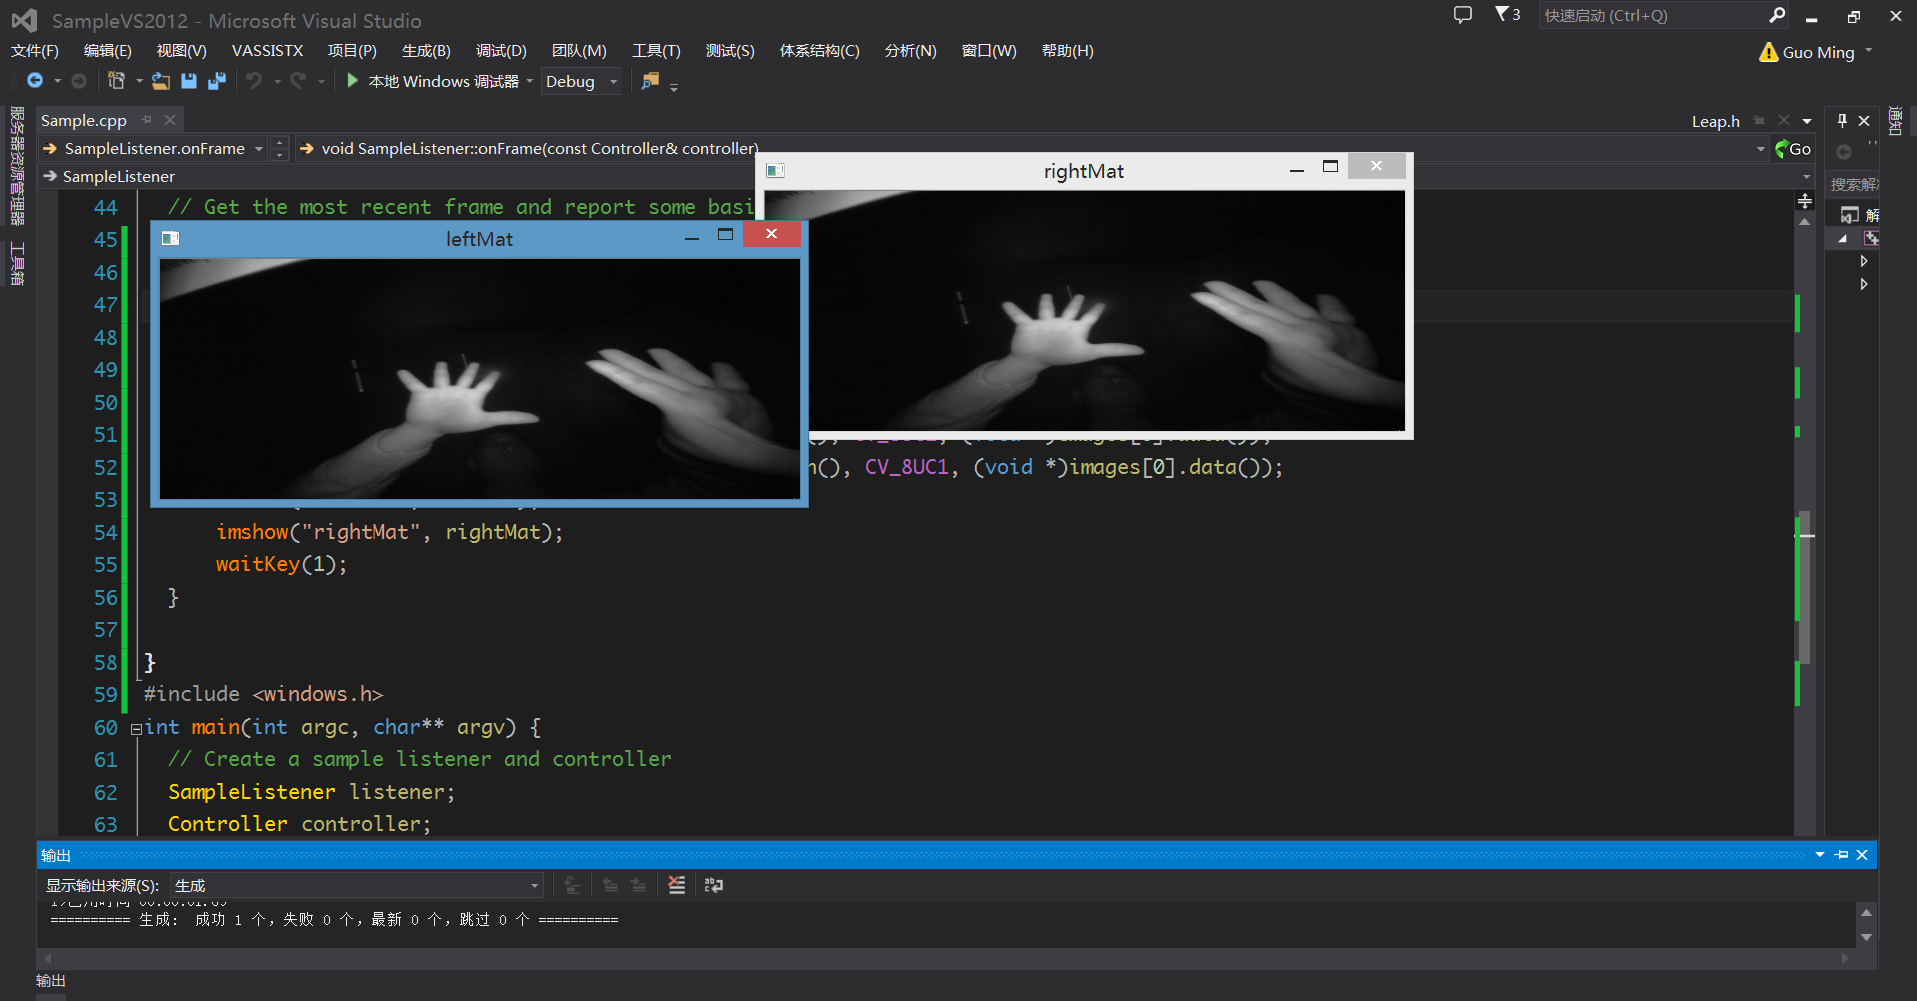 SampleVS2012 - Microsoft Visual Studio
3
快速启动 (Ctrl+Q)
文件(F) 编辑(E) 视图(V) VASSISTX 项目(P) 生成(B) 调试(D) 团队(M) 工具(T) 测试(S) 体系结构(C) 分析(N) 窗口(W) 帮助(H)
Guo Ming
本地 Windows 调试器 Debug
服务器资源管理器
工具箱
通知
Sample.cpp
Leap.h
SampleListener.onFrame
void SampleListener::onFrame(const Controller& controller)
Go
SampleListener
搜索解
解
rightMat
leftMat
44 // Get the most recent frame and report some basi
45
46
47
48
49
50
51 (), CV_8UC1, (void *)images[0].data());
52 n(), CV_8UC1, (void *)images[0].data());
53
54 imshow("rightMat", rightMat);
55 waitKey(1);
56 }
57
58 }
59 #include <windows.h>
60 int main(int argc, char** argv) {
61 // Create a sample listener and controller
62 SampleListener listener;
63 Controller controller;
输出
显示输出来源(S): 生成
========== 生成: 成功 1 个，失败 0 个，最新 0 个，跳过 0 个 ==========
输出